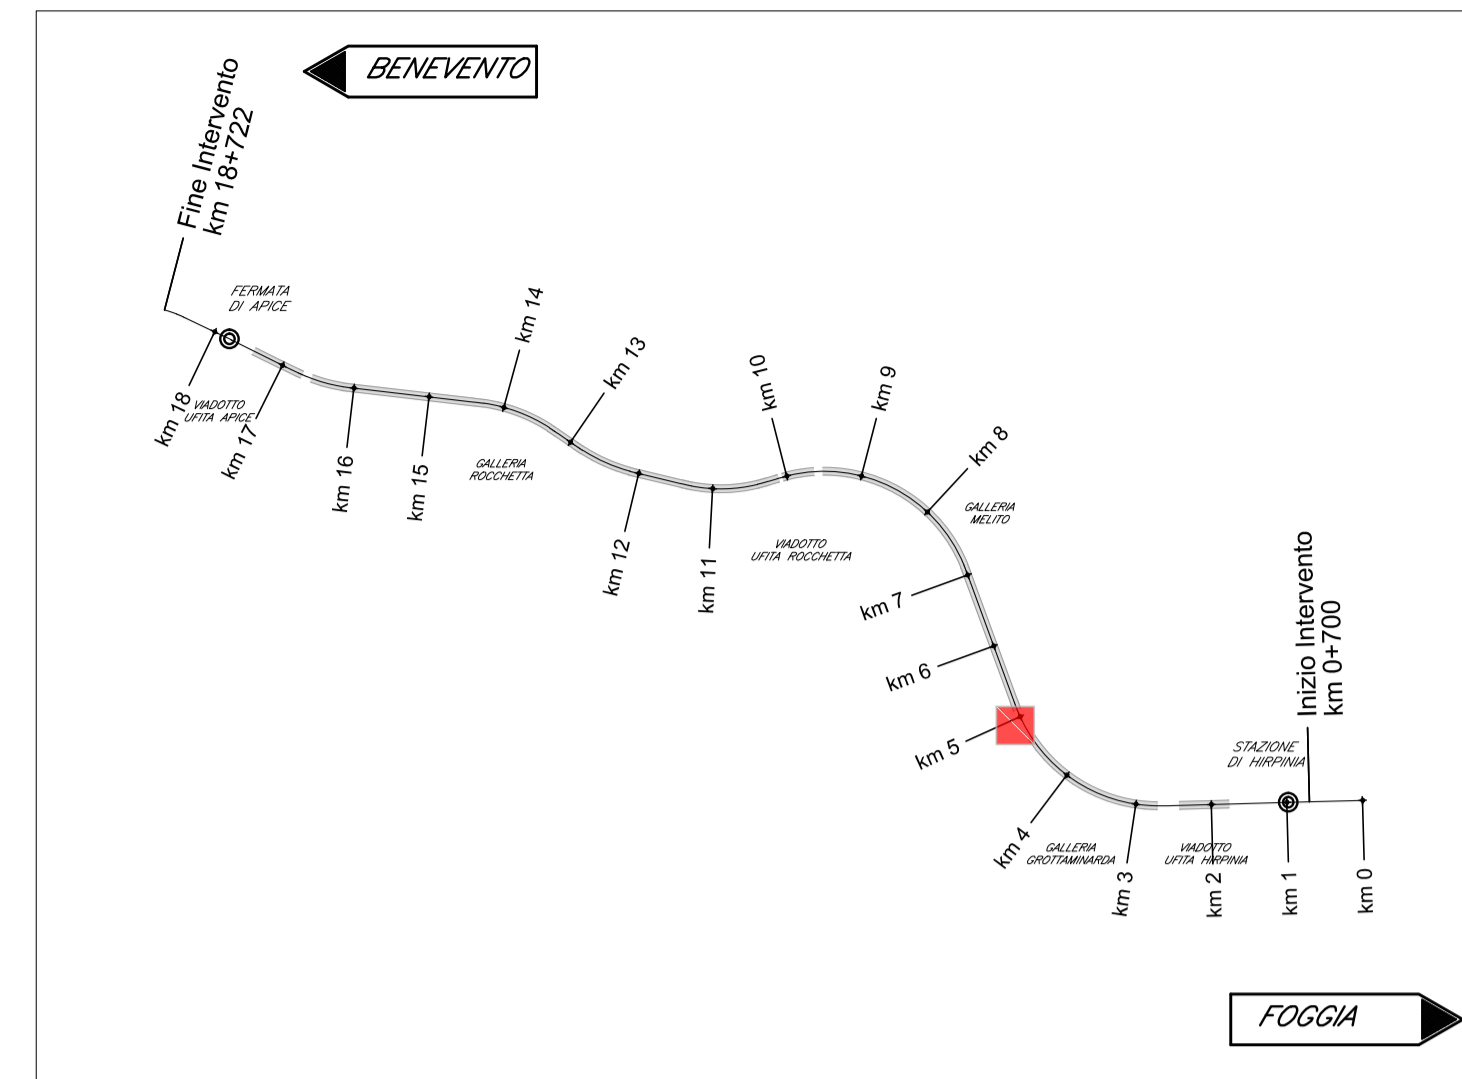 BENEVENTO
Fine Intervento
km 18+722
FERMATA
DI APICE
km 18
VIADOTTO
UFITA APICE
km 17
km 16
km 15
km 14
GALLERIA
ROCCHETTA
km 13
km 12
km 11
km 10
VIADOTTO
UFITA ROCCHETTA
km 9
km 8
GALLERIA
MELITO
km 7
km 6
km 5
km 4
GALLERIA
GROTTAMINARDA
km 3
VIADOTTO
UFITA HIRPINIA
km 2
STAZIONE
DI HIRPINIA
km 1
Inizio Intervento
km 0+700
km 0
FOGGIA